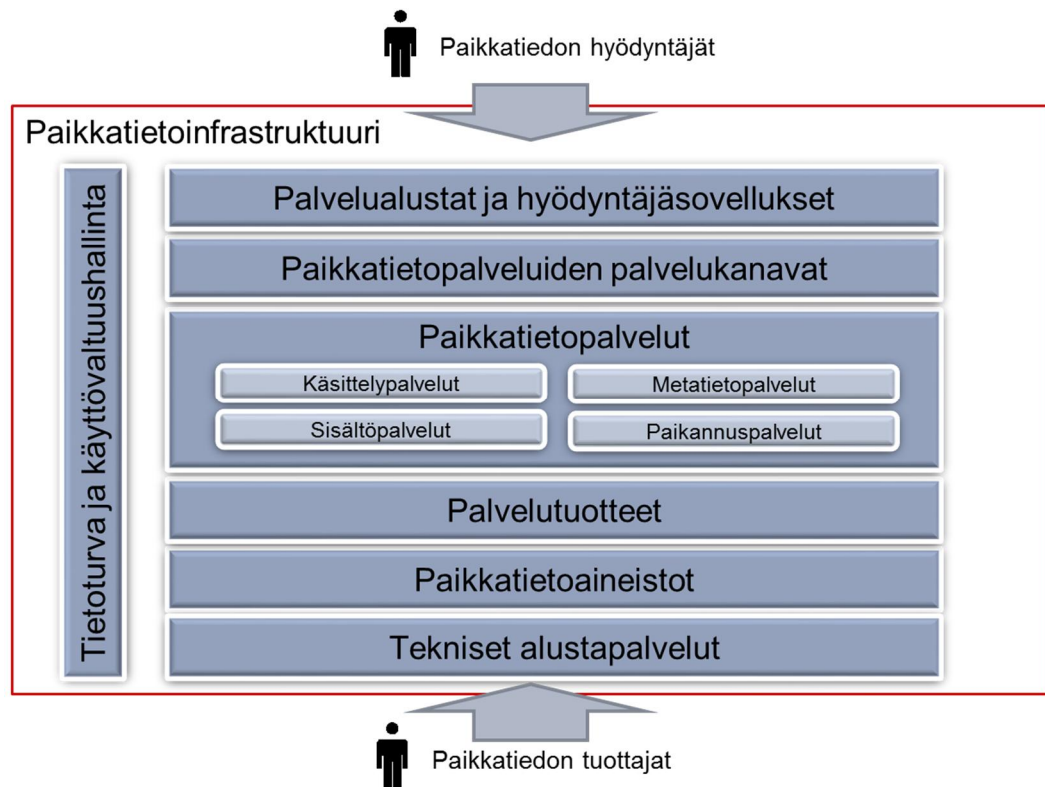 Paikkatiedon hyödyntäjät
Paikkatietoinfrastruktuuri
Tietoturva ja käyttövaltuushallinta
Palvelualustat ja hyödyntäjäsovellukset
Paikkatietopalveluiden palvelukanavat
Paikkatietopalvelut
Käsittelypalvelut
Metatietopalvelut
Sisältöpalvelut
Paikannuspalvelut
Palvelutuotteet
Paikkatietoaineistot
Tekniset alustapalvelut
Paikkatiedon tuottajat